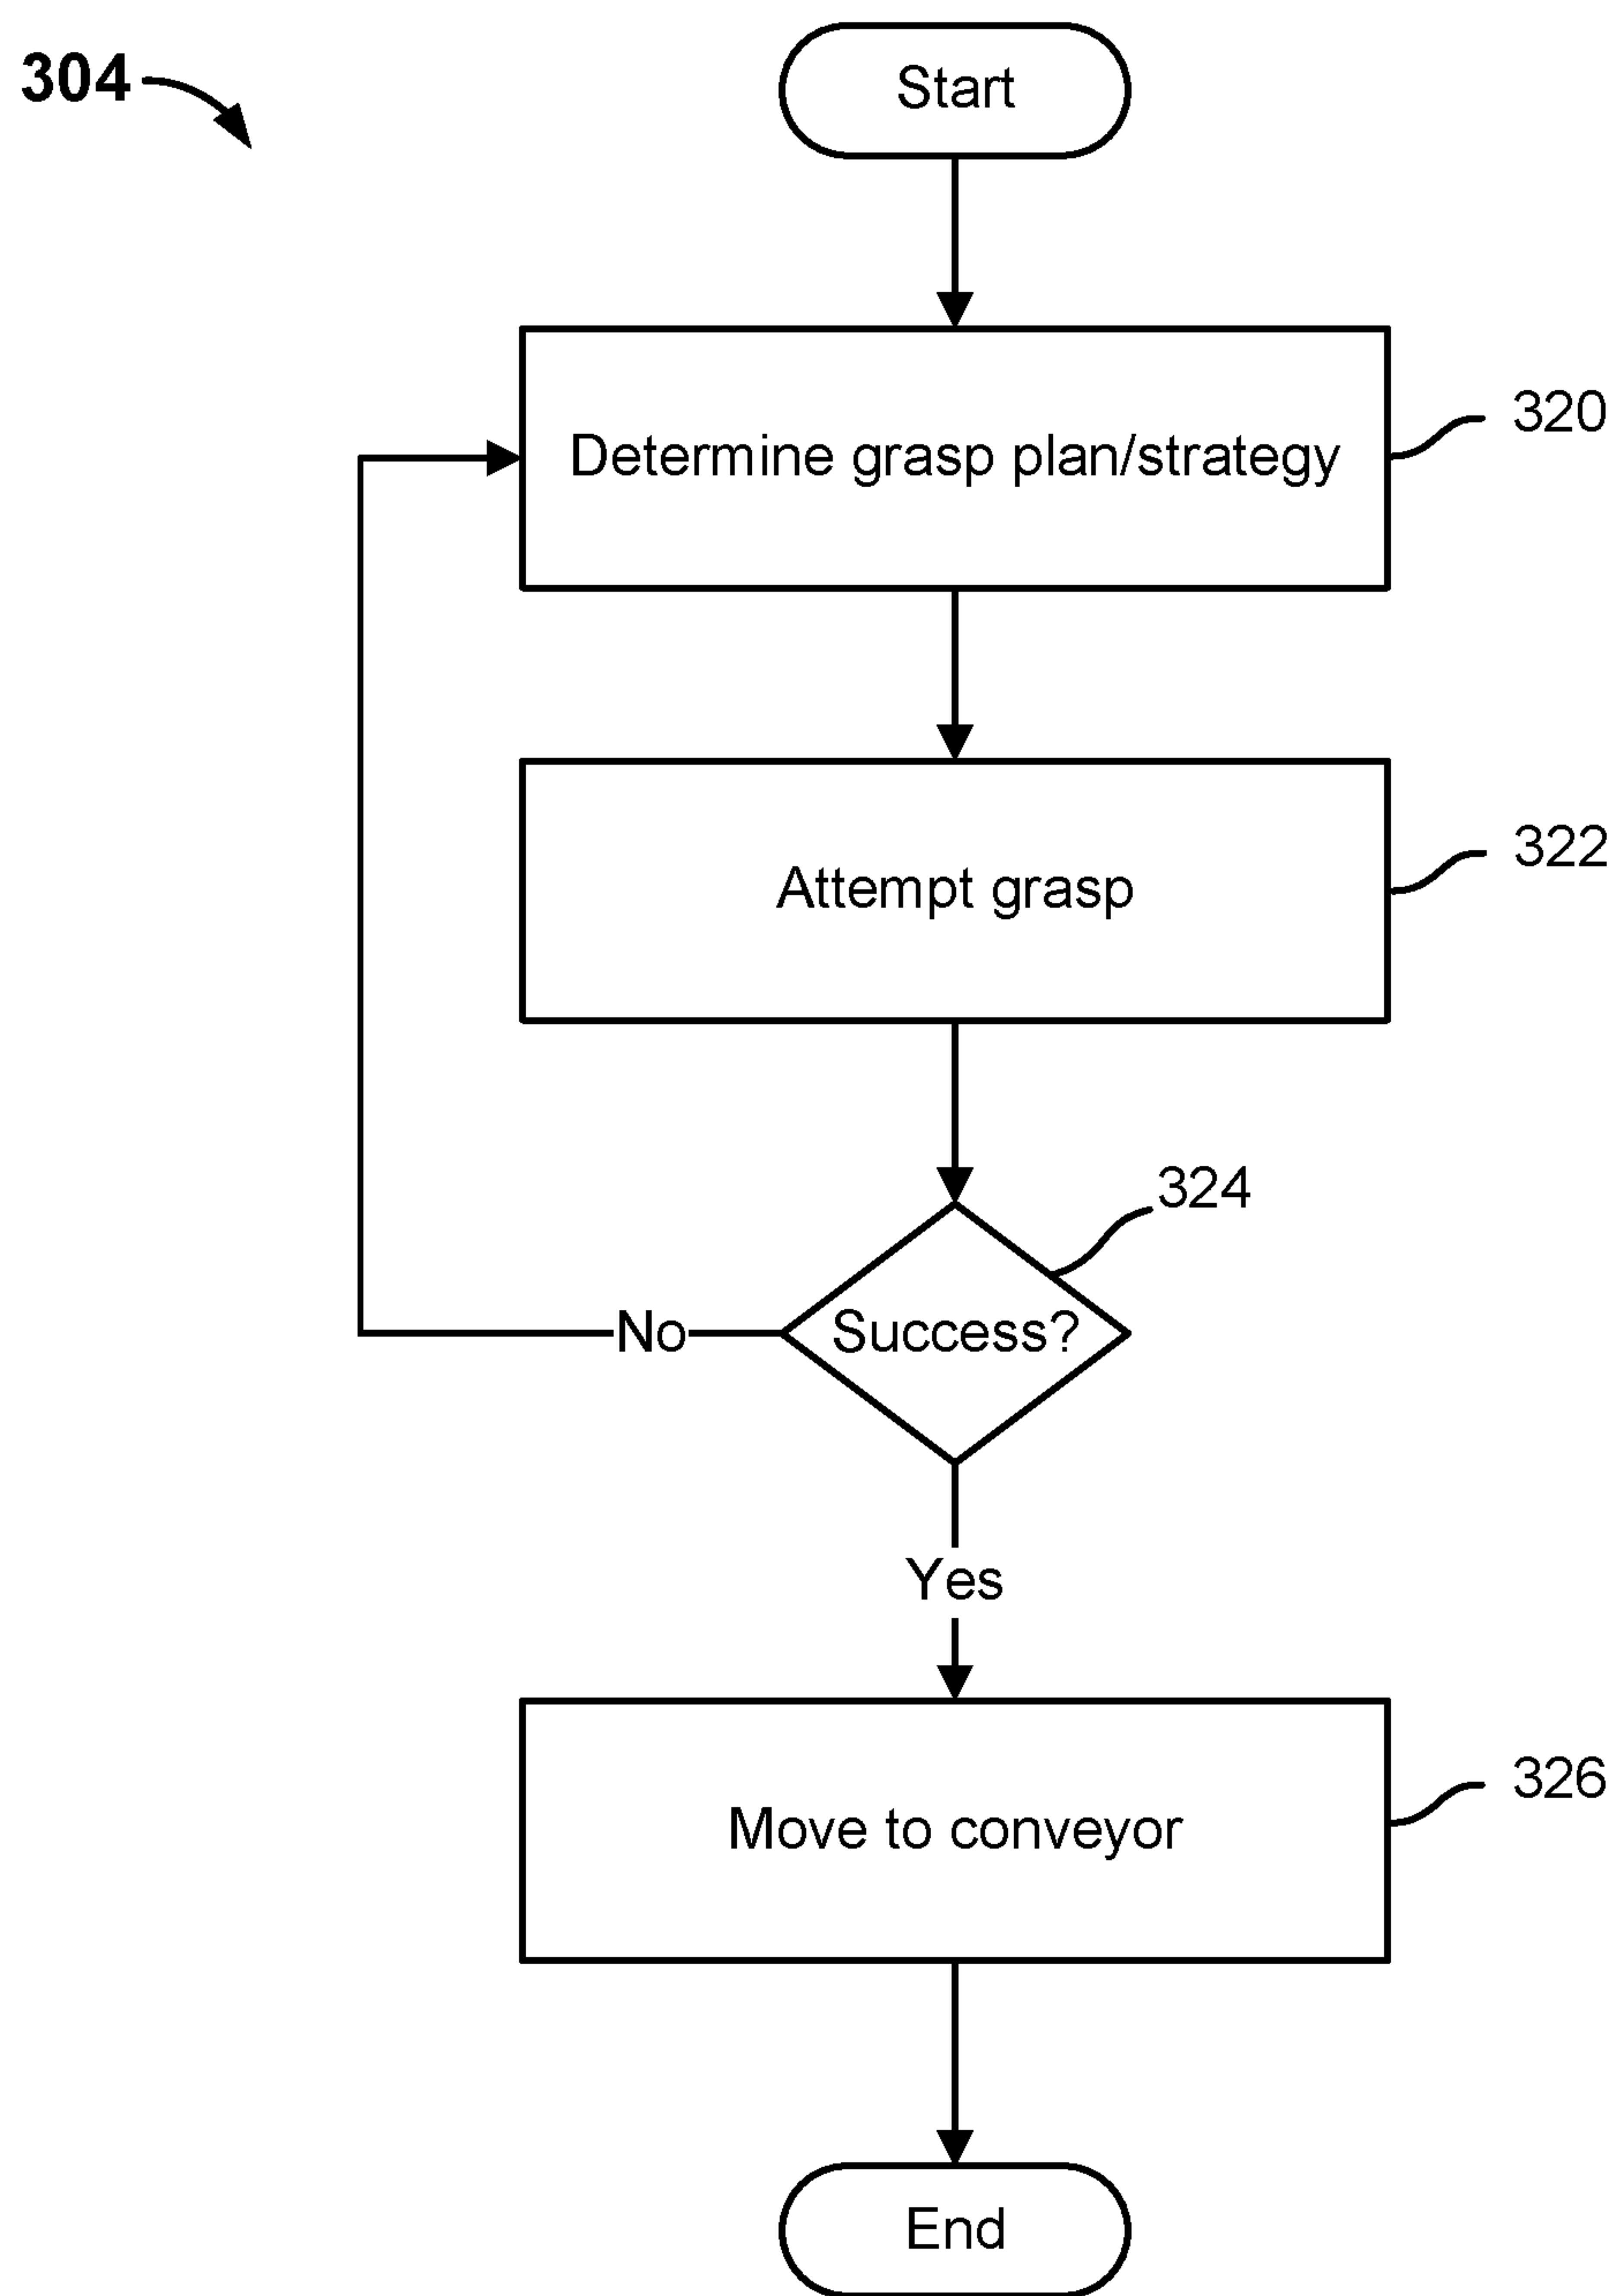 304
Start
Determine grasp plan/strategy
320
Attempt grasp
322
324
Success?
No
Yes
Move to conveyor
326
End